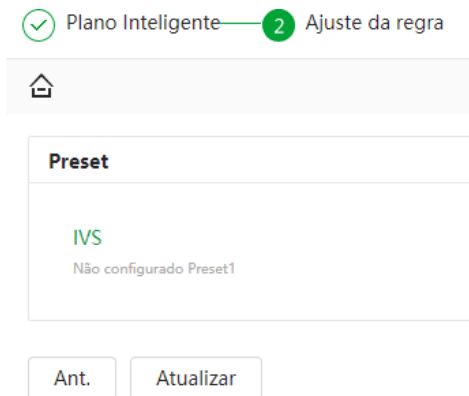 Plano Inteligente 2 Ajuste da regra
Preset
IVS
Não configurado Preset1
Ant. Atualizar